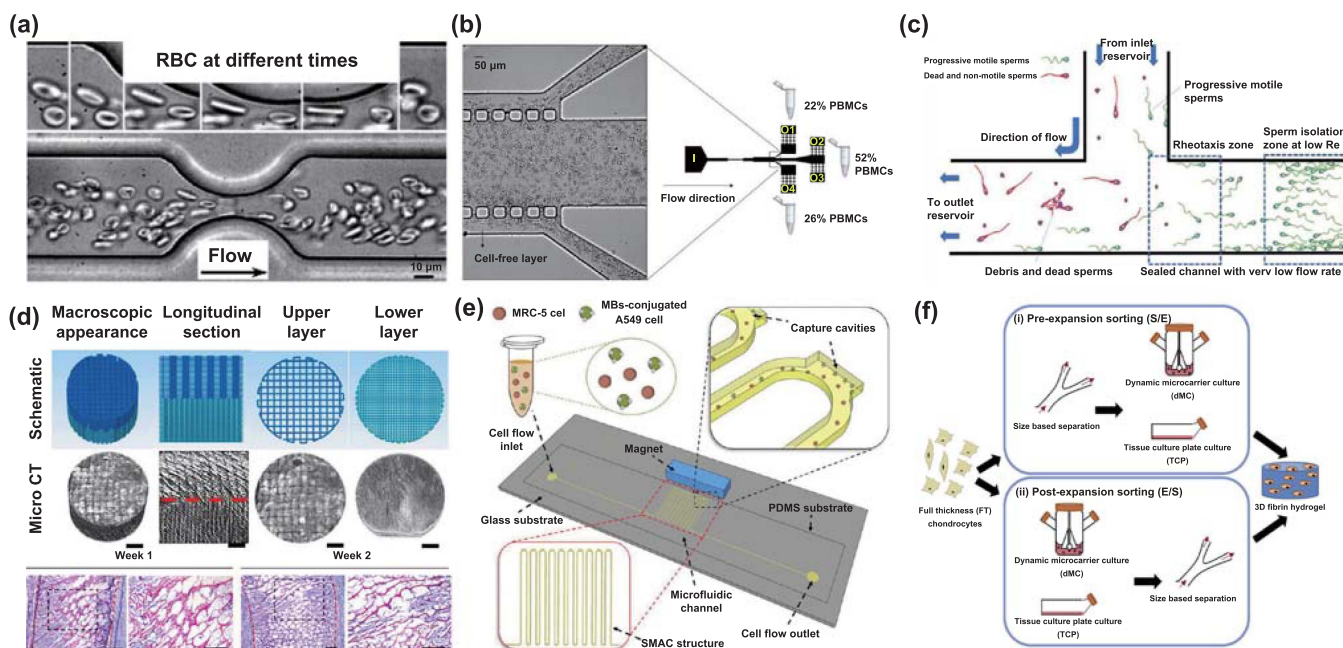 (a)
RBC at different times
Flow
10 μm
(b)
50 μm
Cell-free layer
I
O1
O2
O3
O4
Flow direction
22% PBMCs
52%
PBMCs
26% PBMCs
(c)
From inlet
reservoir
Progressive motile sperms
Dead and non-motile sperms
Progressive motile
sperms
Direction of flow
Rheotaxis zone
Sperm isolation
zone at low Re
To outlet
reservoir
Debris and dead sperms
Sealed channel with very low flow rate
(d)
Macroscopic
appearance
Longitudinal
section
Upper
layer
Lower
layer
Schematic
Micro CT
Week 1
Week 2
(e)
MRC-5 cel
MBs-conjugated
A549 cell
Capture cavities
Cell flow
inlet
Magnet
Glass substrate
PDMS substrate
Microfluidic
channel
SMAC structure
Cell flow outlet
(f)
(i) Pre-expansion sorting (S/E)
Size based separation
Dynamic microcarrier culture
(dMC)
Tissue culture plate culture
(TCP)
Full thickness (FT)
chondrocytes
(ii) Post-expansion sorting (E/S)
Dynamic microcarrier culture
(dMC)
Size based separation
Tissue culture plate culture
(TCP)
3D fibrin hydrogel